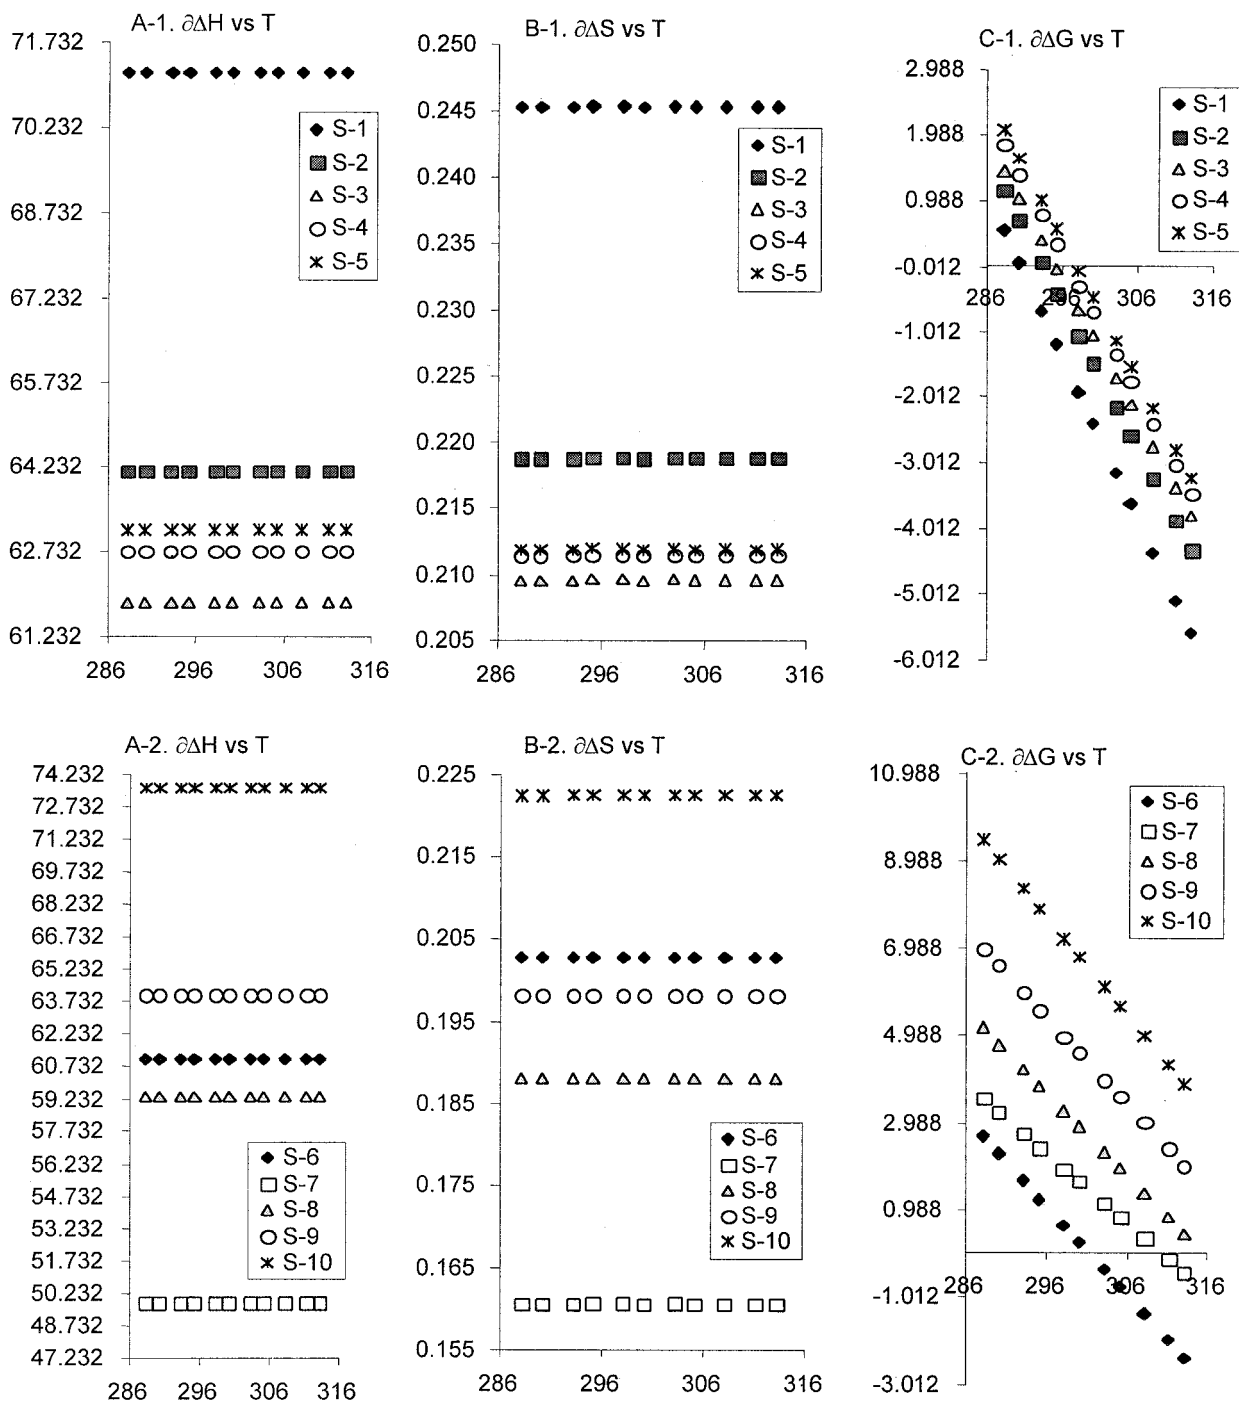 A-1. ∂ΔH vs T
71.732
70.232
68.732
67.232
65.732
64.232
62.732
61.232
286
296
306
316
S-1
S-2
S-3
S-4
S-5
B-1. ∂ΔS vs T
0.250
0.245
0.240
0.235
0.230
0.225
0.220
0.215
0.210
0.205
286
296
306
316
S-1
S-2
S-3
S-4
S-5
C-1. ∂ΔG vs T
2.988
1.988
0.988
-0.012
-1.012
-2.012
-3.012
-4.012
-5.012
-6.012
286
296
306
316
S-1
S-2
S-3
S-4
S-5
A-2. ∂ΔH vs T
74.232
72.732
71.232
69.732
68.232
66.732
65.232
63.732
62.232
60.732
59.232
57.732
56.232
54.732
53.232
51.732
50.232
48.732
47.232
286
296
306
316
S-6
S-7
S-8
S-9
S-10
B-2. ∂ΔS vs T
0.225
0.215
0.205
0.195
0.185
0.175
0.165
0.155
286
296
306
316
S-6
S-7
S-8
S-9
S-10
C-2. ∂ΔG vs T
10.988
8.988
6.988
4.988
2.988
0.988
-1.012
-3.012
286
296
306
316
S-6
S-7
S-8
S-9
S-10